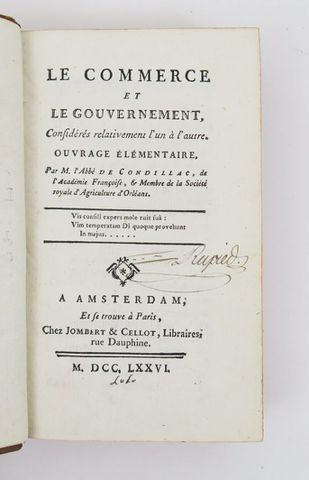 LE COMMERCE
ET
LE GOUVERNEMENT,
Considérés relativement l'un à l'autre.
OUVRAGE ÉLÉMENTAIRE,
Par M. l'Abbé DE CONDILLAC, de
l'Académie Françoise, & Membre de la Société
royale d'Agriculture d'Orléans.
Vis consilî expers mole ruit suâ :
Vim temperatam Dî quoque provehunt
In majus. . . . . .
A AMSTERDAM,
Et se trouve à Paris,
Chez JOMBERT & CELLOT, Libraires,
rue Dauphine.
M. DCC. LXXVI.